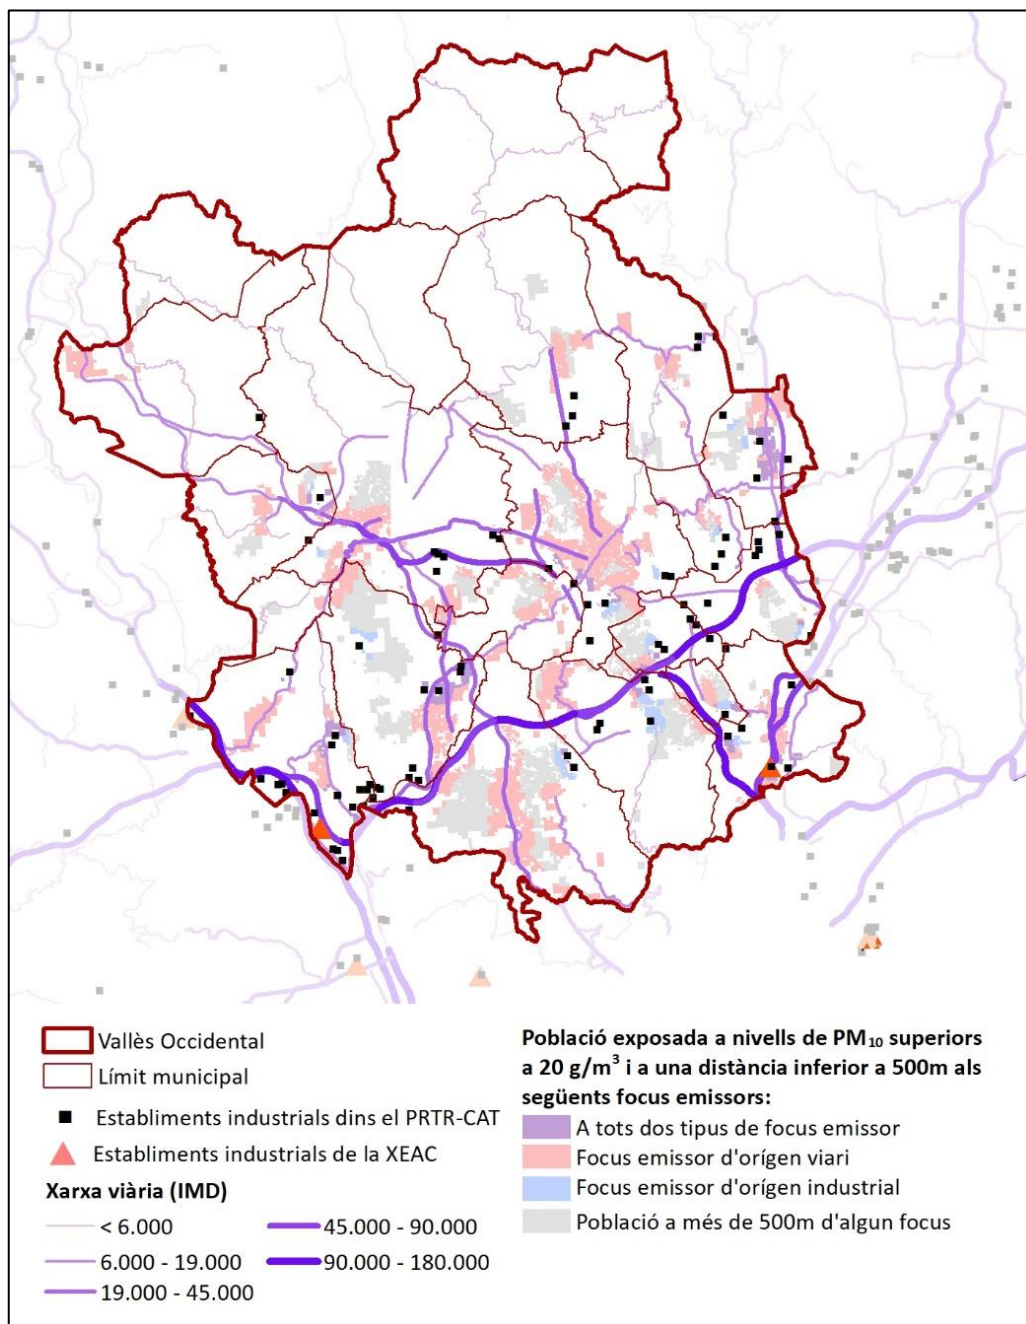 Vallès Occidental
Límit municipal
Establiments industrials dins el PRTR-CAT
Establiments industrials de la XEAC
Xarxa viària (IMD)
< 6.000
6.000 - 19.000
19.000 - 45.000
45.000 - 90.000
90.000 - 180.000
Població exposada a nivells de PM₁₀ superiors
a 20 g/m³ i a una distància inferior a 500m als
següents focus emissors:
A tots dos tipus de focus emissor
Focus emissor d'orígen viari
Focus emissor d'orígen industrial
Població a més de 500m d'algun focus